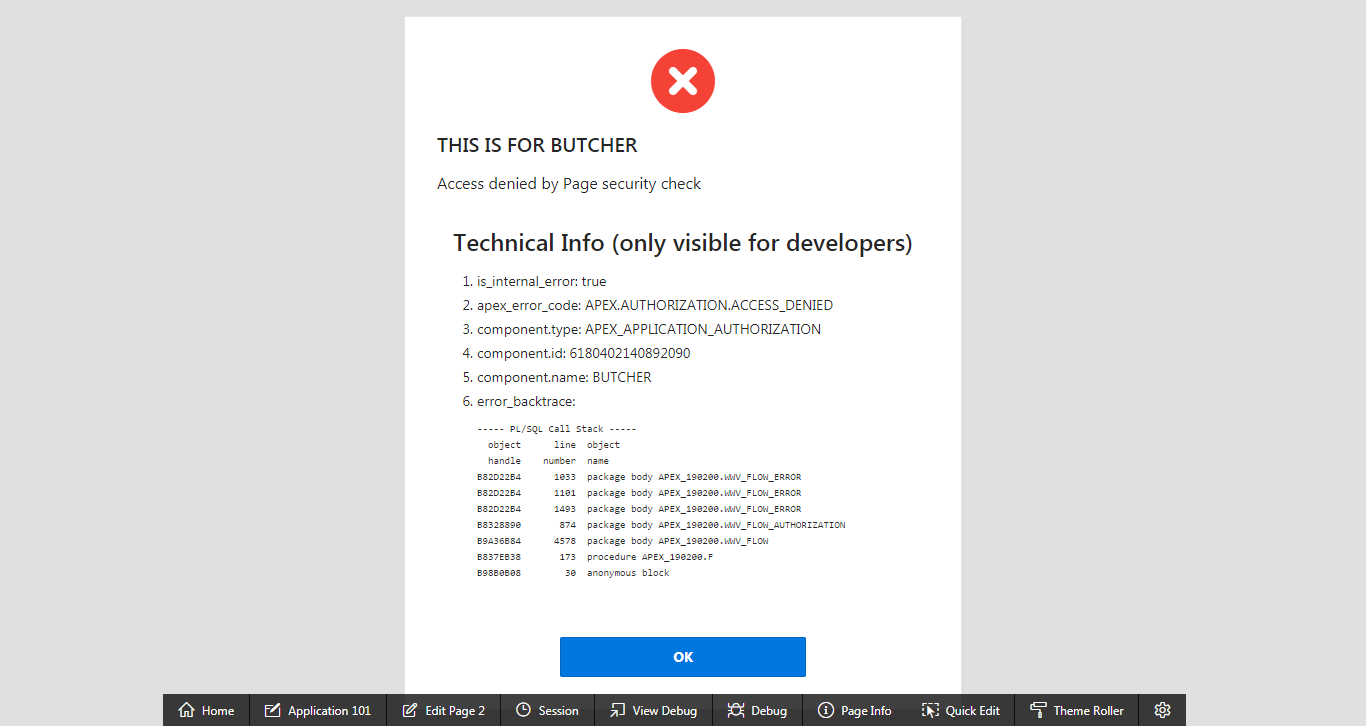 THIS IS FOR BUTCHER
Access denied by Page security check
Technical Info (only visible for developers)
1. is_internal_error: true
2. apex_error_code: APEX.AUTHORIZATION.ACCESS_DENIED
3. component.type: APEX_APPLICATION_AUTHORIZATION
4. component.id: 6180402140892090
5. component.name: BUTCHER
6. error_backtrace:
----- PL/SQL Call Stack -----
object line object
handle number name
B82D22B4 1033 package body APEX_190200.WWV_FLOW_ERROR
B82D22B4 1101 package body APEX_190200.WWV_FLOW_ERROR
B82D22B4 1493 package body APEX_190200.WWV_FLOW_ERROR
B8328890 874 package body APEX_190200.WWV_FLOW_AUTHORIZATION
B9A36B84 4578 package body APEX_190200.WWV_FLOW
B837EB38 173 procedure APEX_190200.F
B98B0B08 30 anonymous block
OK
Home Application 101 Edit Page 2 Session View Debug Debug Page Info Quick Edit Theme Roller